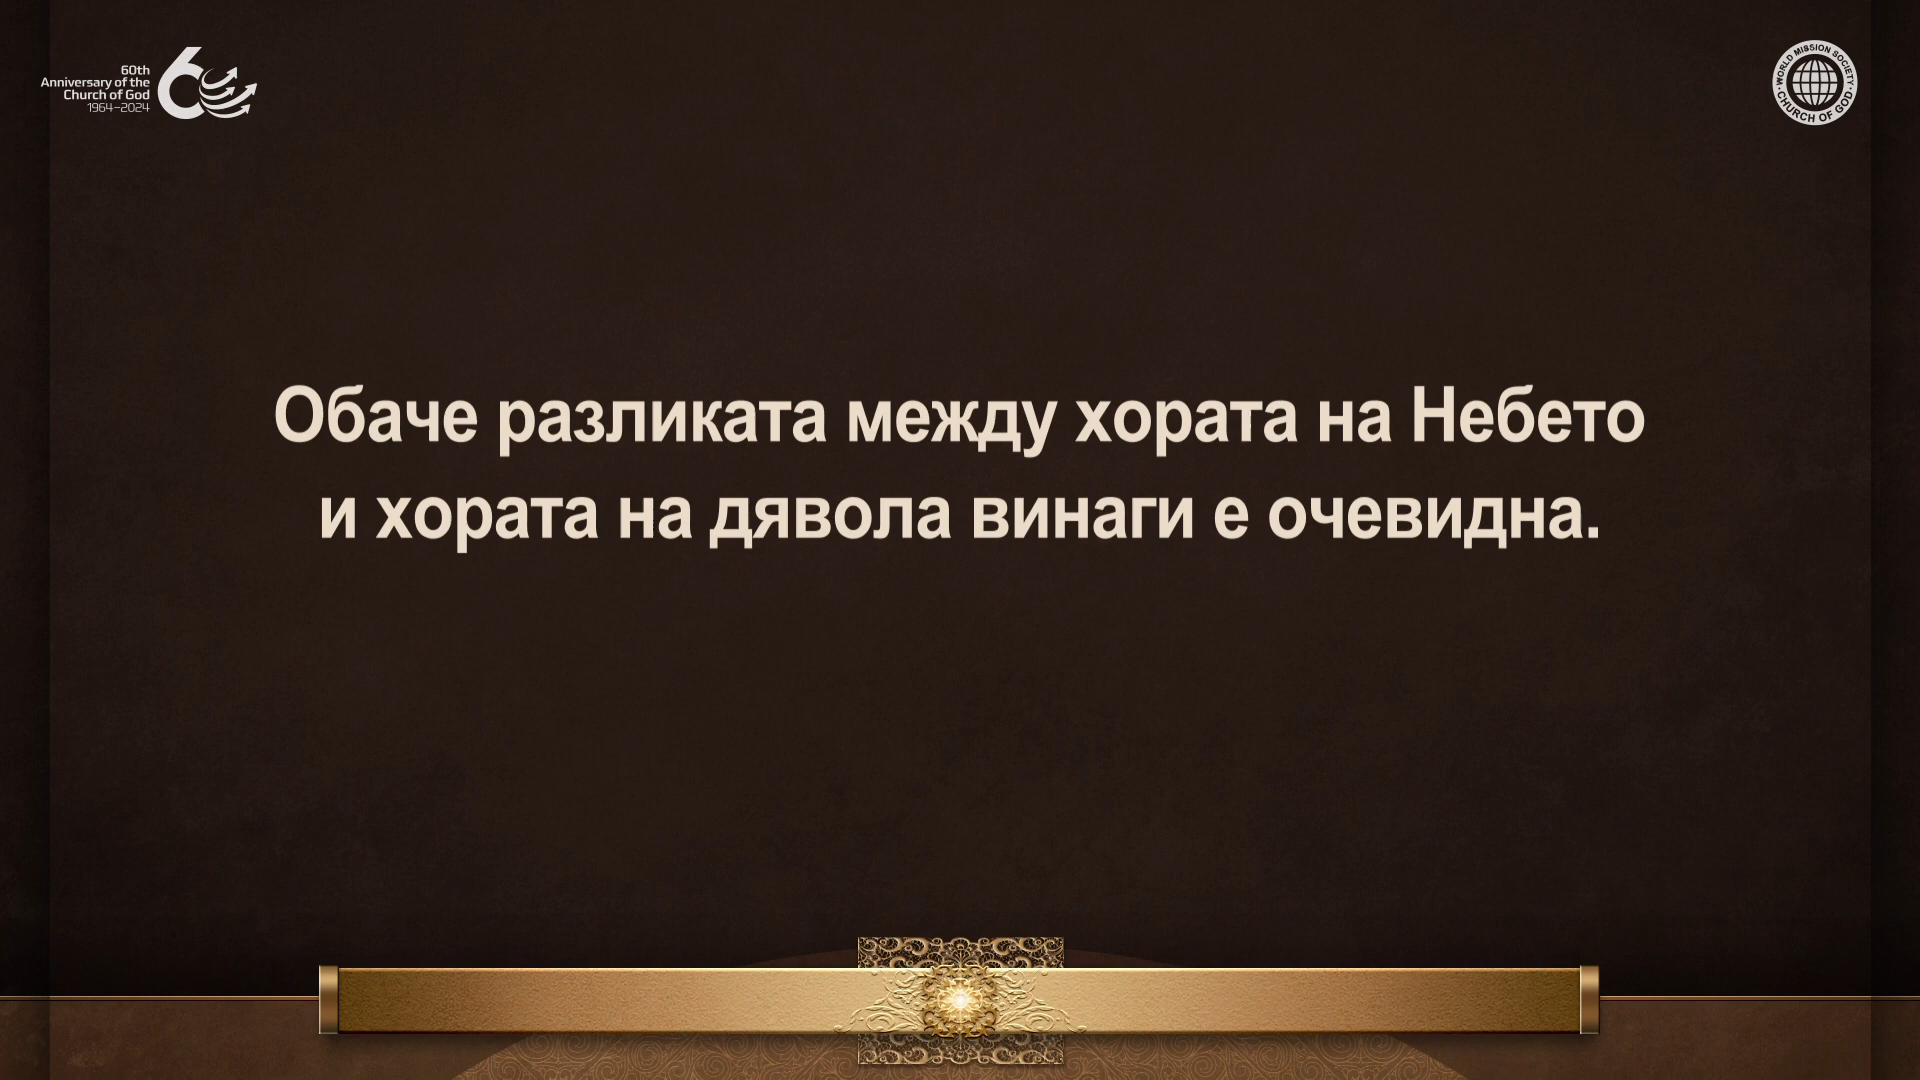 60th
Anniversary of the
Church of God
1964–2024
WORLD MISSION SOCIETY
CHURCH OF GOD
Обаче разликата между хората на Небето
и хората на дявола винаги е очевидна.